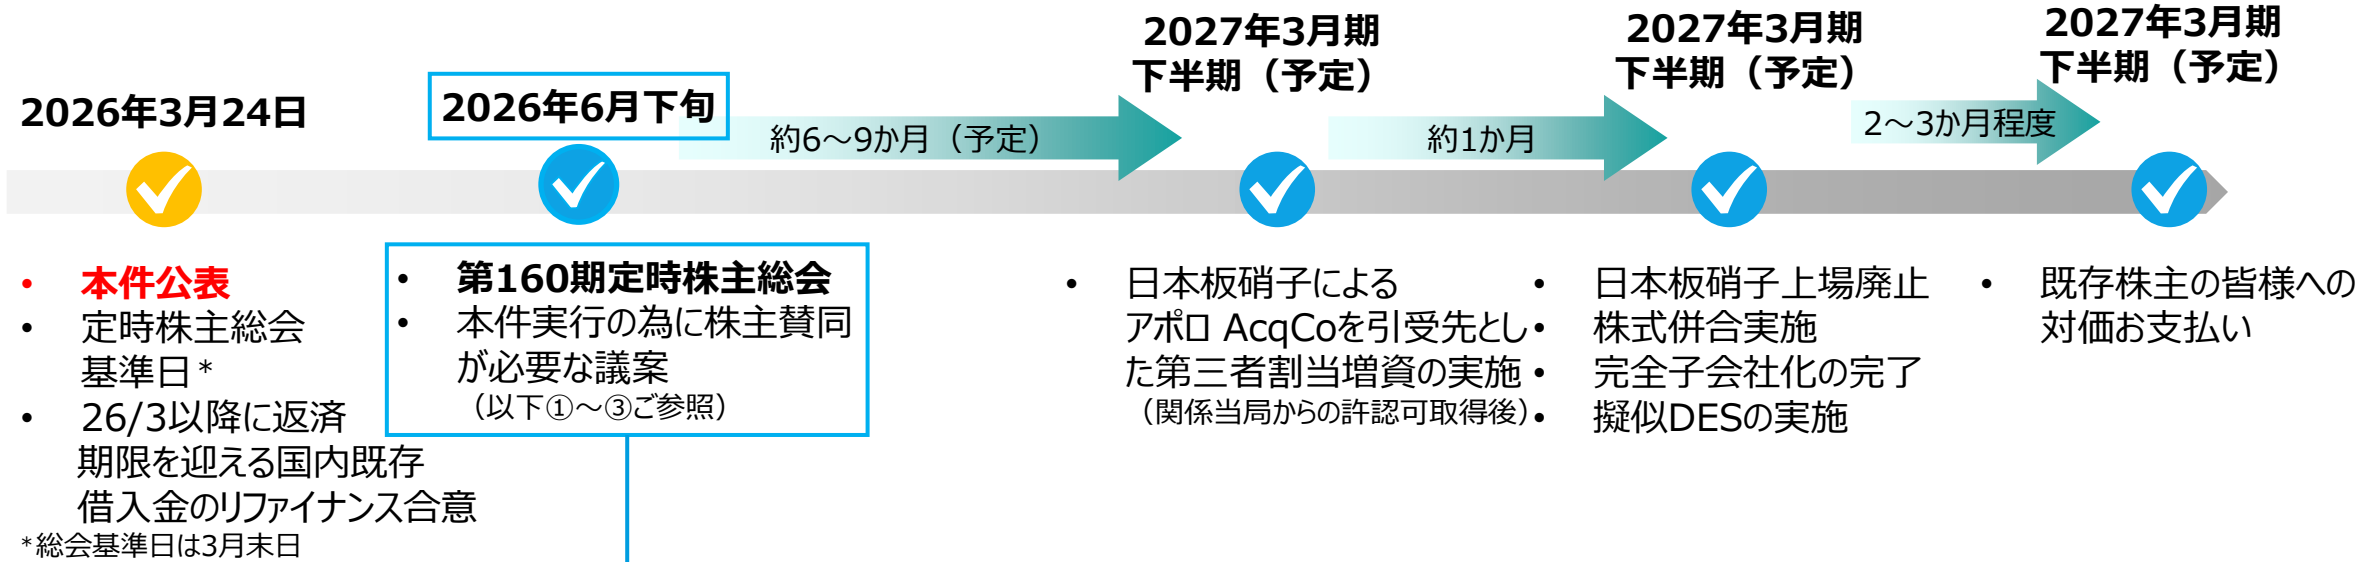 2026年3月24日
• 本件公表
• 定時株主総会
基準日*
• 26/3以降に返済
期限を迎える国内既存
借入金のリファイナンス合意
*総会基準日は3月末日
2026年6月下旬
• 第160期定時株主総会
• 本件実行の為に株主賛同
が必要な議案
（以下①～③ご参照）
約6～9か月（予定）
2027年3月期
下半期（予定）
• 日本板硝子による
アポロ AcqCoを引受先とし
た第三者割当増資の実施
（関係当局からの許認可取得後）
約1か月
2027年3月期
下半期（予定）
• 日本板硝子上場廃止
• 株式併合実施
• 完全子会社化の完了
• 擬似DESの実施
2～3か月程度
2027年3月期
下半期（予定）
• 既存株主の皆様への
対価お支払い